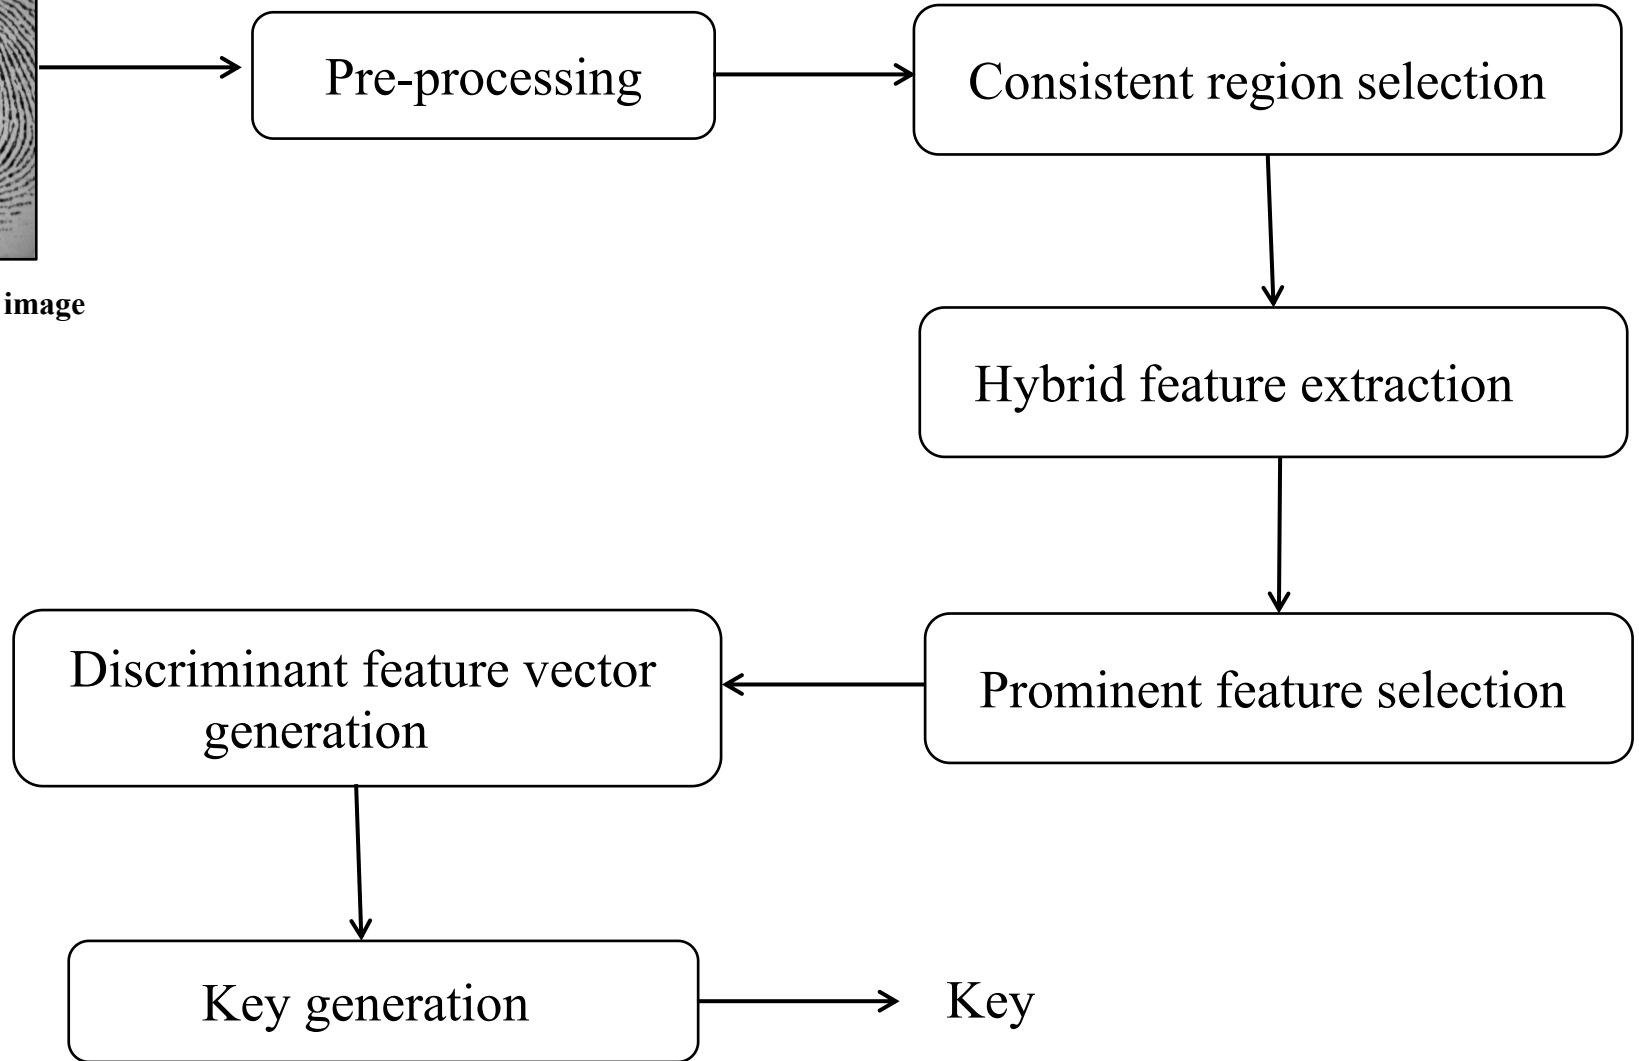 Pre-processing
Consistent region selection
image
Hybrid feature extraction
Prominent feature selection
Discriminant feature vector
generation
Key generation
Key